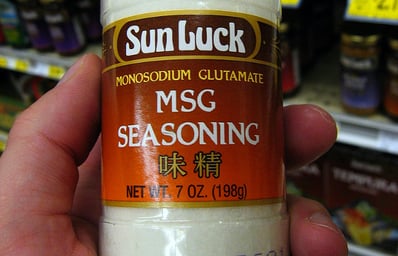 Sun Luck
MONOSODIUM GLUTAMATE
MSG
SEASONING
味精
NET WT. 7 OZ. (198g)